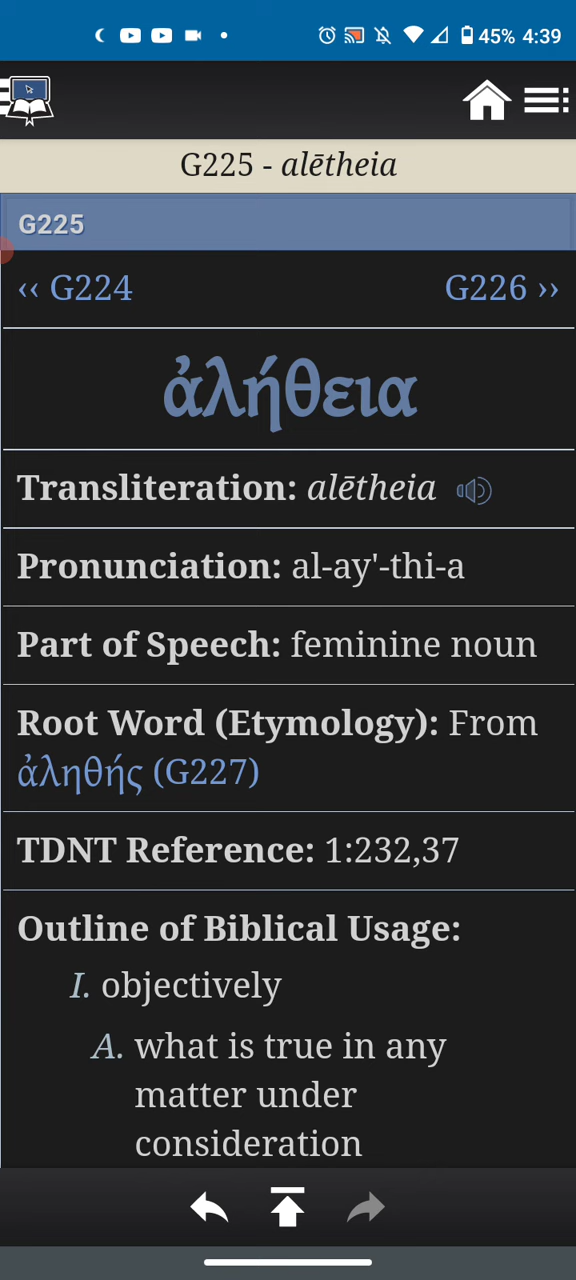 45% 4:39
G225 - alētheia
G225
‹‹ G224 G226 ››
ἀλήθεια
Transliteration: alētheia
Pronunciation: al-ay'-thi-a
Part of Speech: feminine noun
Root Word (Etymology): From
ἀληθής (G227)
TDNT Reference: 1:232,37
Outline of Biblical Usage:
I. objectively
A. what is true in any
matter under
consideration